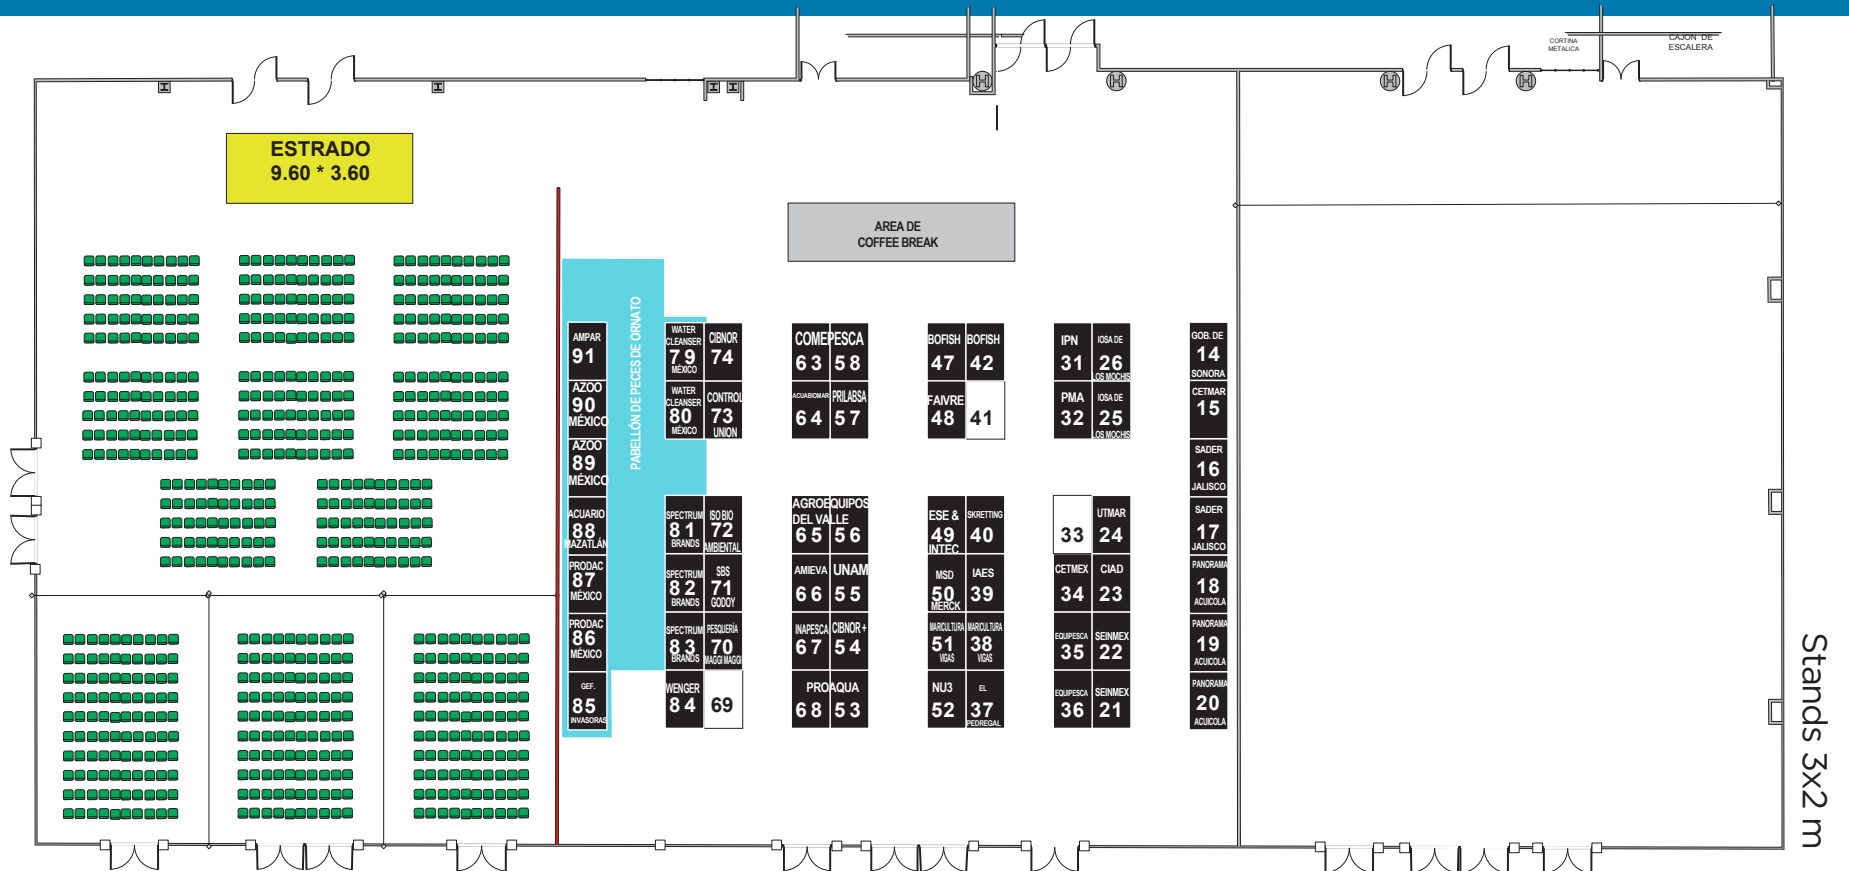 CORTINA
METALICA
CAJON DE
ESCALERA
ESTRADO
9.60 * 3.60
AREA DE
COFFEE BREAK
PABELLÓN DE PECES DE ORNATO
AMPAR
91
AZOO
90
MÉXICO
AZOO
89
MÉXICO
ACUARIO
88
MAZATLÁN
PRODAC
87
MÉXICO
PRODAC
86
MÉXICO
GEF.
85
INVASORAS
WATER
CLEANSER
79
MÉXICO
CIBNOR
74
WATER
CLEANSER
80
MÉXICO
CONTROL
73
UNION
SPECTRUM
81
BRANDS
ISO BIO
72
AMBIENTAL
SPECTRUM
82
BRANDS
SBS
71
GODOY
SPECTRUM
83
BRANDS
PESQUERÍA
70
MAGGI MAGGI
WENGER
84
69
COMEPESCA
63 58
ACUABIOMAR
64
PRILABSA
57
AGROEQUIPOS
DEL VALLE
65 56
AMIEVA
66
UNAM
55
INAPESCA
67
CIBNOR +
54
PROAQUA
68 53
BOFISH
47
BOFISH
42
FAIVRE
48
41
ESE &
49
INTEC
SKRETTING
40
MSD
50
MERCK
IAES
39
MARICULTURA
51
VIGAS
MARICULTURA
38
VIGAS
NU3
52
EL
37
PEDREGAL
IPN
31
IOSA DE
26
LOS MOCHIS
PMA
32
IOSA DE
25
LOS MOCHIS
33
UTMAR
24
CETMEX
34
CIAD
23
EQUIPESCA
35
SEINMEX
22
EQUIPESCA
36
SEINMEX
21
GOB. DE
14
SONORA
CETMAR
15
SADER
16
JALISCO
SADER
17
JALISCO
PANORAMA
18
ACUICOLA
PANORAMA
19
ACUICOLA
PANORAMA
20
ACUICOLA
Stands 3x2 m